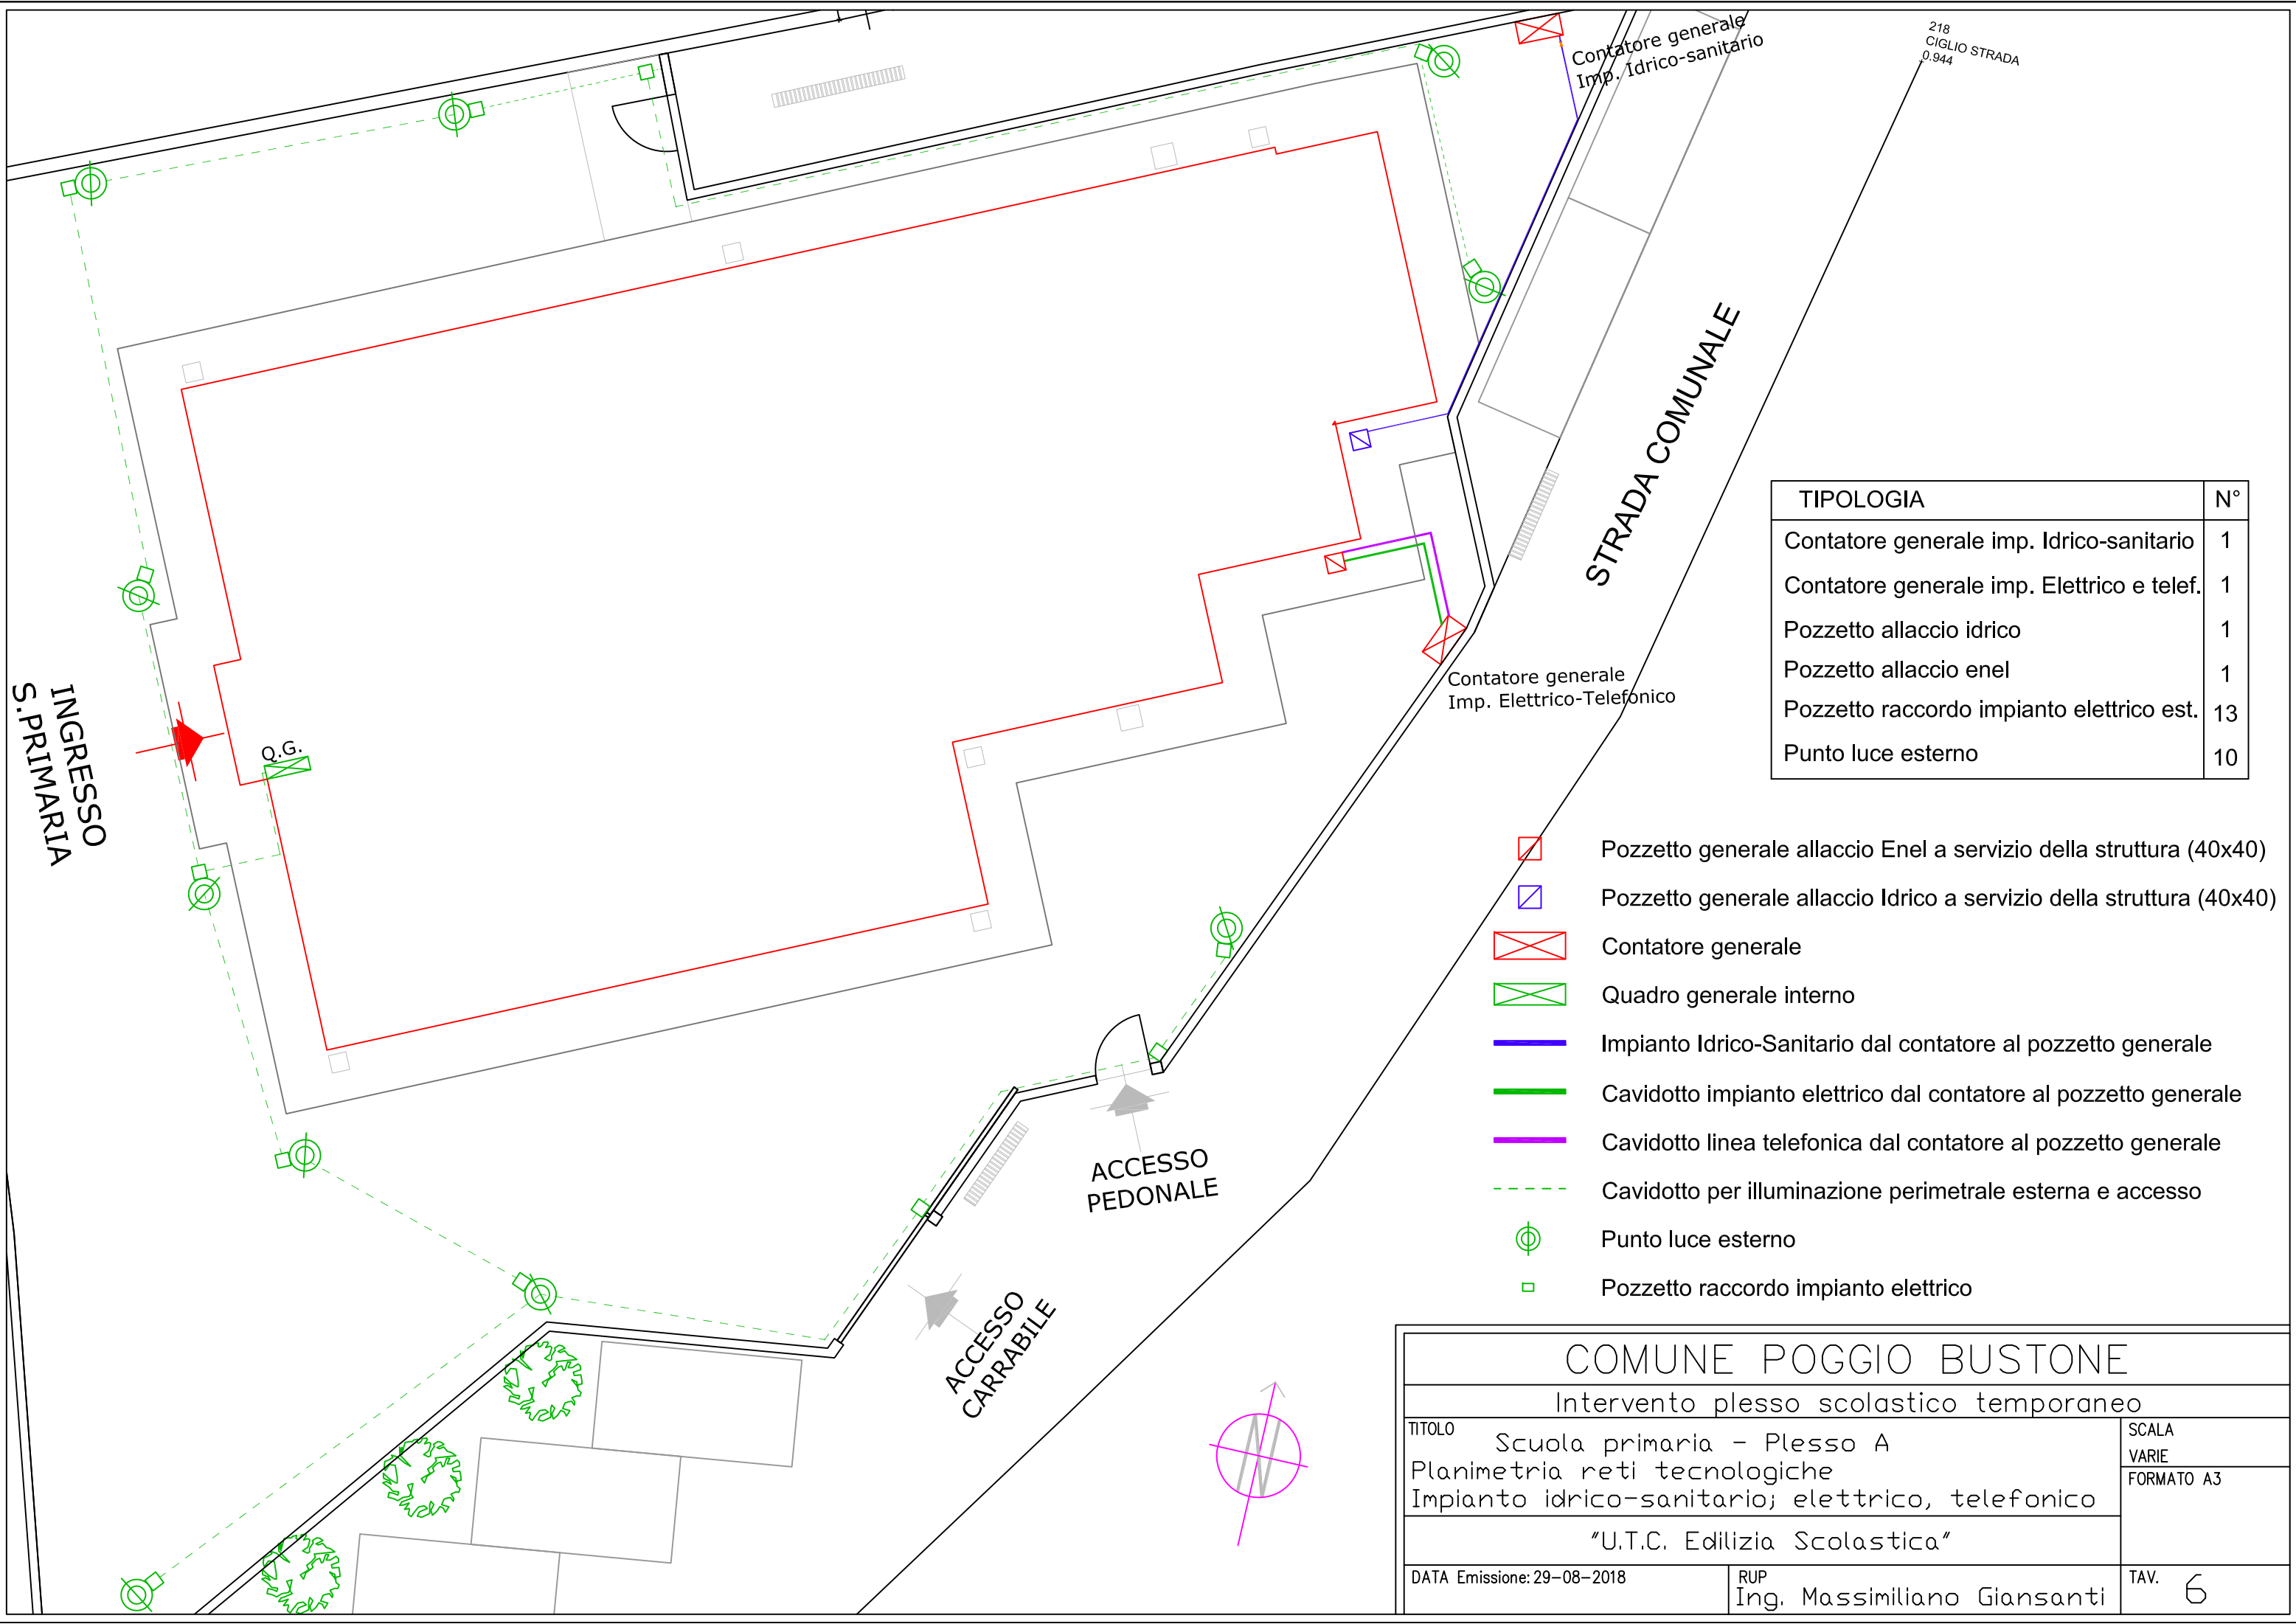 Contatore generale
Imp. Idrico-sanitario
218
CIGLIO STRADA
0.944
STRADA COMUNALE
TIPOLOGIA N°
Contatore generale imp. Idrico-sanitario 1
Contatore generale imp. Elettrico e telef. 1
Pozzetto allaccio idrico 1
Pozzetto allaccio enel 1
Pozzetto raccordo impianto elettrico est. 13
Punto luce esterno 10
Contatore generale
Imp. Elettrico-Telefonico
INGRESSO
S.PRIMARIA
Q.G.
Pozzetto generale allaccio Enel a servizio della struttura (40x40)
Pozzetto generale allaccio Idrico a servizio della struttura (40x40)
Contatore generale
Quadro generale interno
Impianto Idrico-Sanitario dal contatore al pozzetto generale
Cavidotto impianto elettrico dal contatore al pozzetto generale
Cavidotto linea telefonica dal contatore al pozzetto generale
Cavidotto per illuminazione perimetrale esterna e accesso
Punto luce esterno
Pozzetto raccordo impianto elettrico
ACCESSO
PEDONALE
ACCESSO
CARRABILE
N
COMUNE POGGIO BUSTONE
Intervento plesso scolastico temporaneo
TITOLO
Scuola primaria - Plesso A
Planimetria reti tecnologiche
Impianto idrico-sanitario; elettrico, telefonico
SCALA
VARIE
FORMATO A3
"U.T.C. Edilizia Scolastica"
DATA Emissione: 29-08-2018
RUP
Ing. Massimiliano Giansanti
TAV. 6